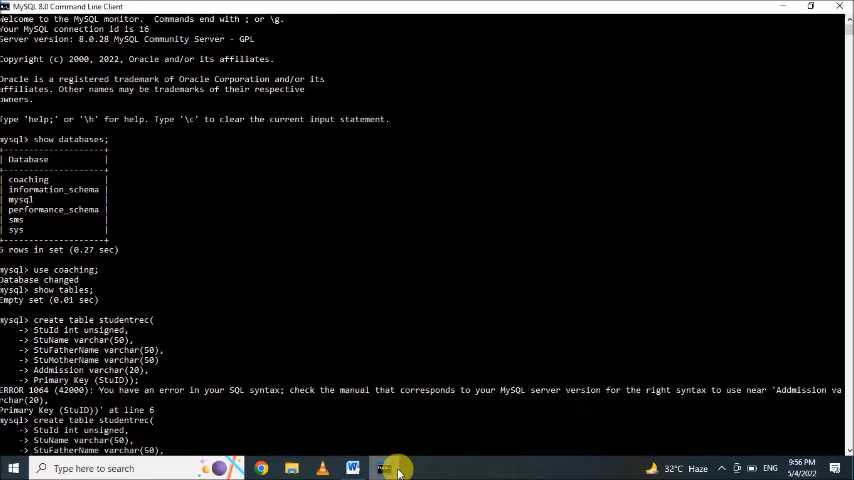 MySQL 8.0 Command Line Client
Welcome to the MySQL monitor.  Commands end with ; or \g.
Your MySQL connection id is 16
Server version: 8.0.28 MySQL Community Server - GPL
Copyright (c) 2000, 2022, Oracle and/or its affiliates.
Oracle is a registered trademark of Oracle Corporation and/or its
affiliates. Other names may be trademarks of their respective
owners.
Type 'help;' or '\h' for help. Type '\c' to clear the current input statement.
mysql> show databases;
+--------------------+
| Database           |
+--------------------+
| coaching           |
| information_schema |
| mysql              |
| performance_schema |
| sms                |
| sys                |
+--------------------+
6 rows in set (0.27 sec)
mysql> use coaching;
Database changed
mysql> show tables;
Empty set (0.01 sec)
mysql> create table studentrec(
    -> StuId int unsigned,
    -> StuName varchar(50),
    -> StuFatherName varchar(50),
    -> StuMotherName varchar(50)
    -> Addmission varchar(20),
    -> Primary Key (StuID));
ERROR 1064 (42000): You have an error in your SQL syntax; check the manual that corresponds to your MySQL server version for the right syntax to use near 'Addmission va
rchar(20),
Primary Key (StuID))' at line 6
mysql> create table studentrec(
    -> StuId int unsigned,
    -> StuName varchar(50),
    -> StuFatherName varchar(50),
Type here to search
32°C Haze
ENG
9:56 PM
5/4/2022